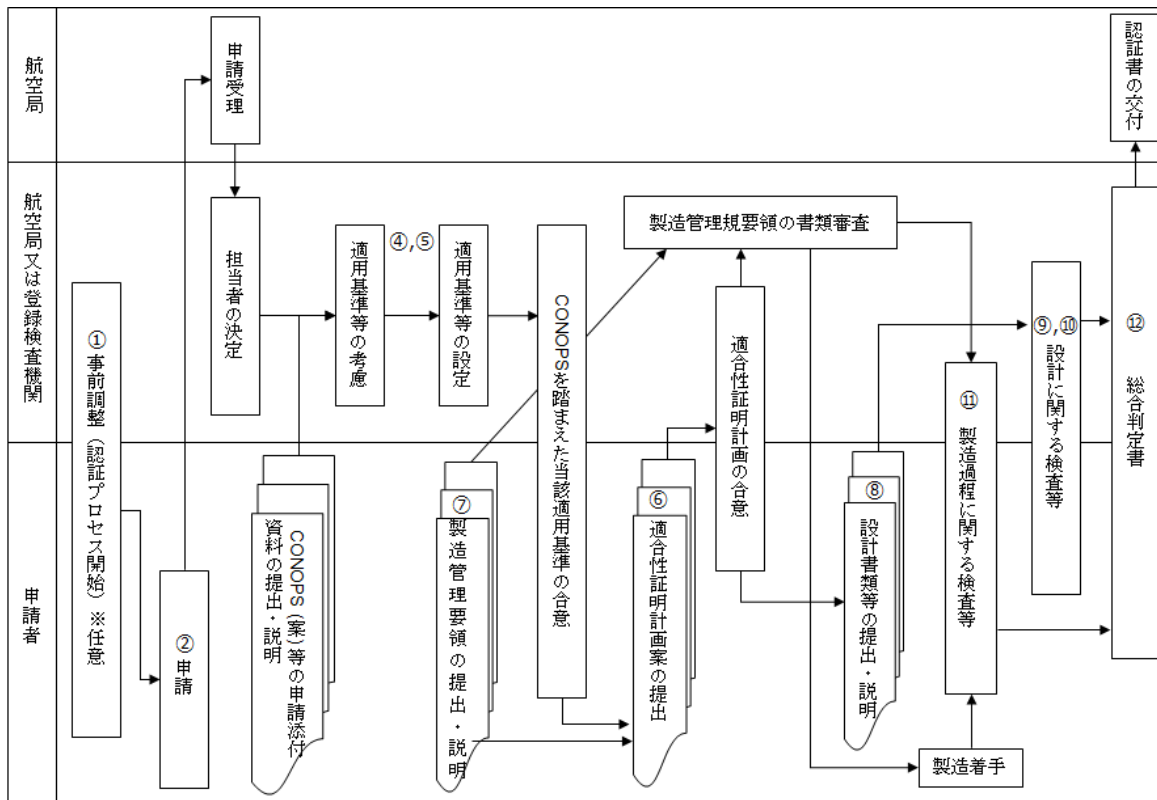 航空局
申請受理
認証書の交付
航空局又は登録検査機関
① 事前調整（認証プロセス開始）※任意
担当者の決定
適用基準等の考慮
④,⑤
適用基準等の設定
CONOPSを踏まえた当該適用基準の合意
製造管理規要領の書類審査
適合性証明計画の合意
⑪ 製造過程に関する検査等
⑨,⑩
設計に関する検査等
⑫ 総合判定書
申請者
② 申請
CONOPS（案）等の申請添付
資料の提出・説明
⑦
製造管理要領の提出・説明
⑥
適合性証明計画案の提出
⑧
設計書類等の提出・説明
製造着手